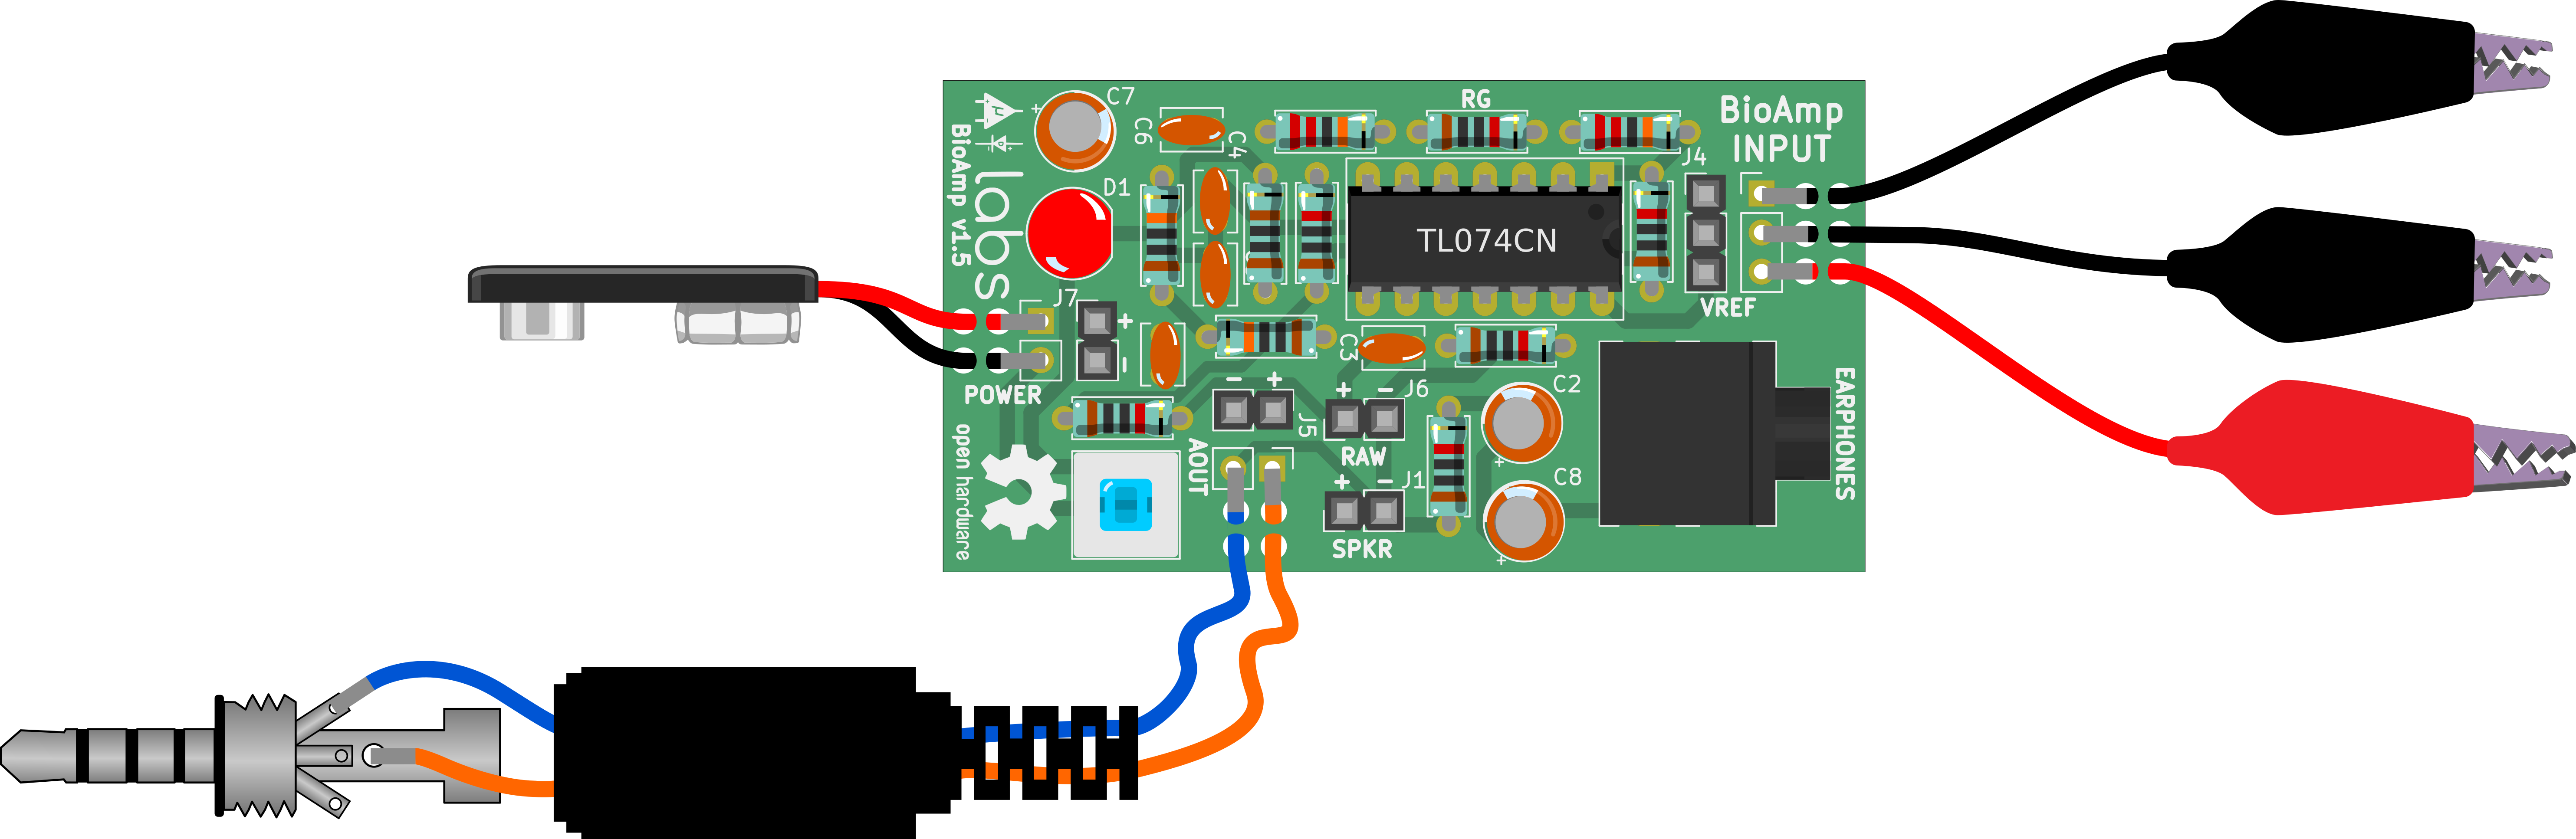 BioAmp v1.5
labs
C7
C6
C4
D1
RG
BioAmp
INPUT
J4
TL074CN
VREF
J7
+
-
POWER
C3
- +
J5
+ -
J6
RAW
AOUT
+ -
J1
SPKR
C2
+
C8
+
EARPHONES
open hardware